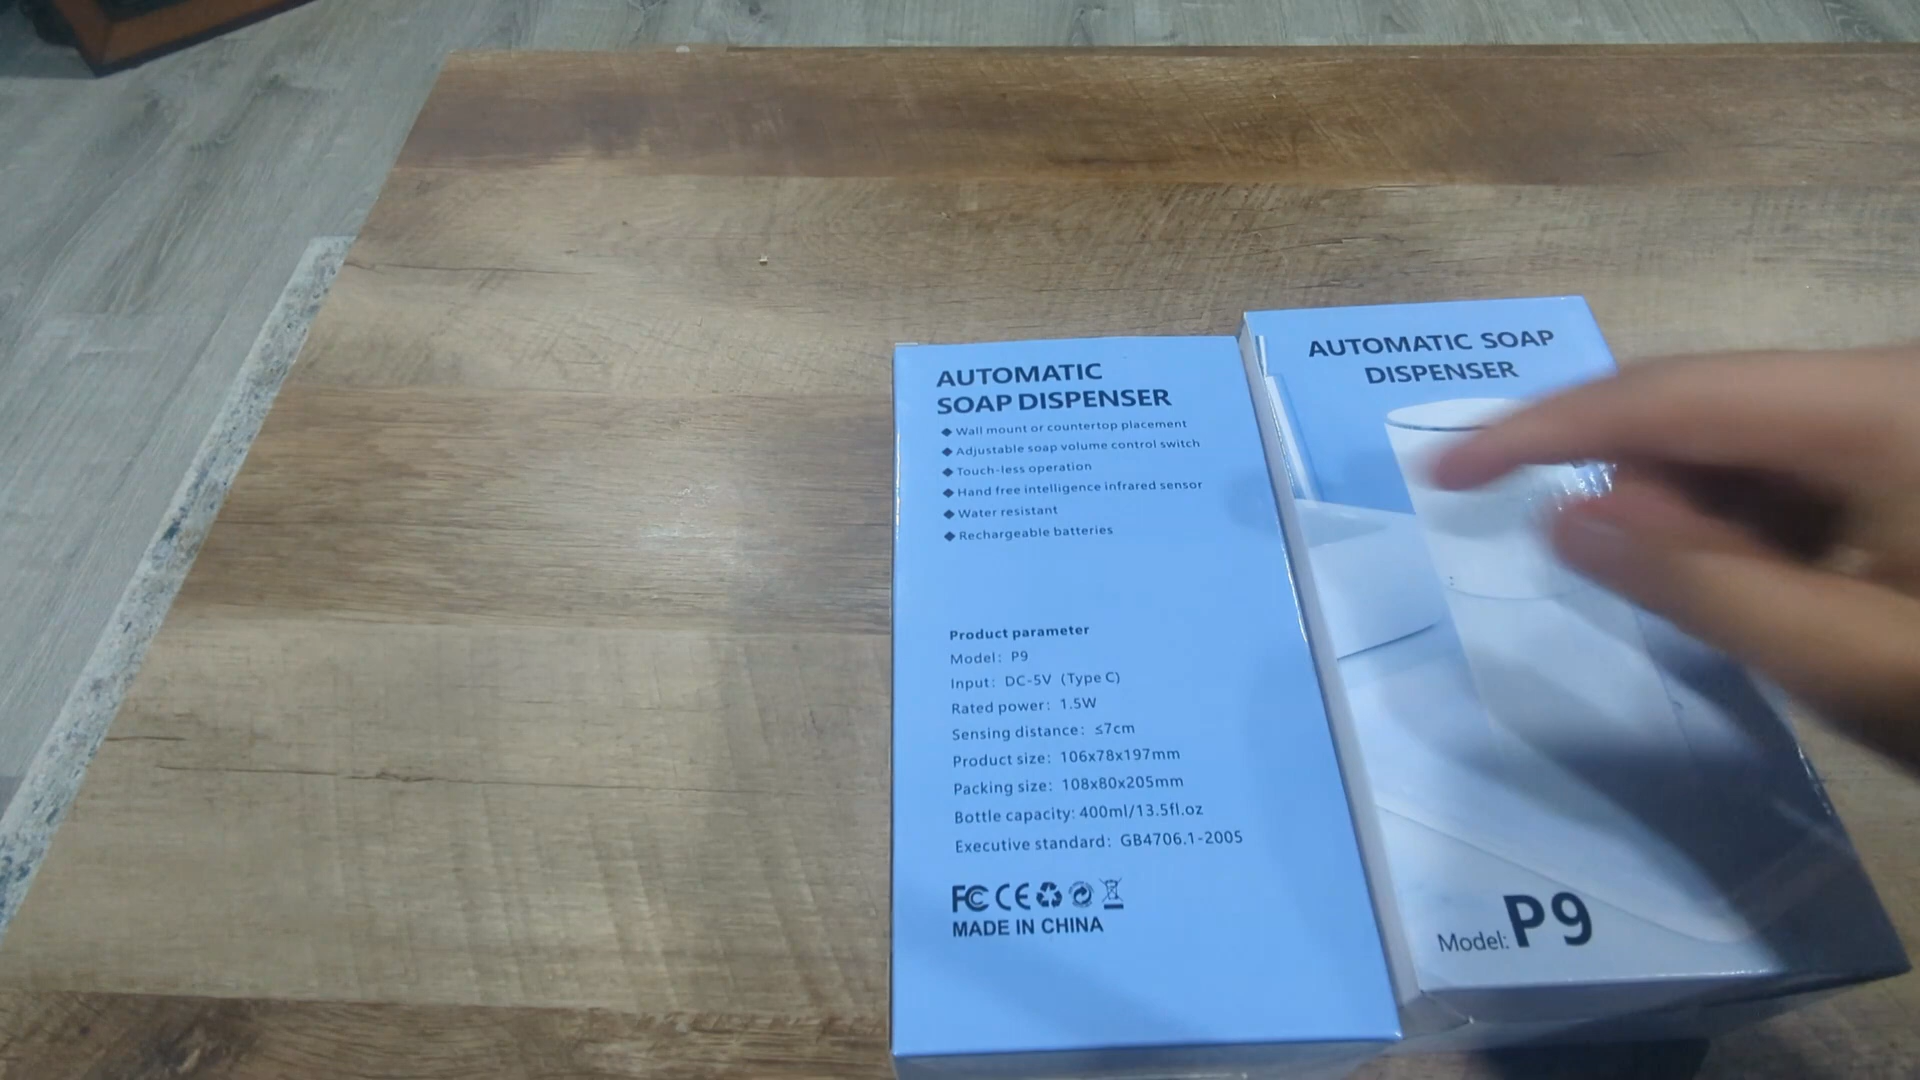 AUTOMATIC
SOAP DISPENSER
◆ Wall mount or countertop placement
◆ Adjustable soap volume control switch
◆ Touch-less operation
◆ Hand free intelligence infrared sensor
◆ Water resistant
◆ Rechargeable batteries
Product parameter
Model: P9
Input: DC-5V (Type C)
Rated power: 1.5W
Sensing distance: ≤7cm
Product size: 106x78x197mm
Packing size: 108x80x205mm
Bottle capacity: 400ml/13.5fl.oz
Executive standard: GB4706.1-2005
FC CE
MADE IN CHINA
AUTOMATIC SOAP
DISPENSER
Model: P9